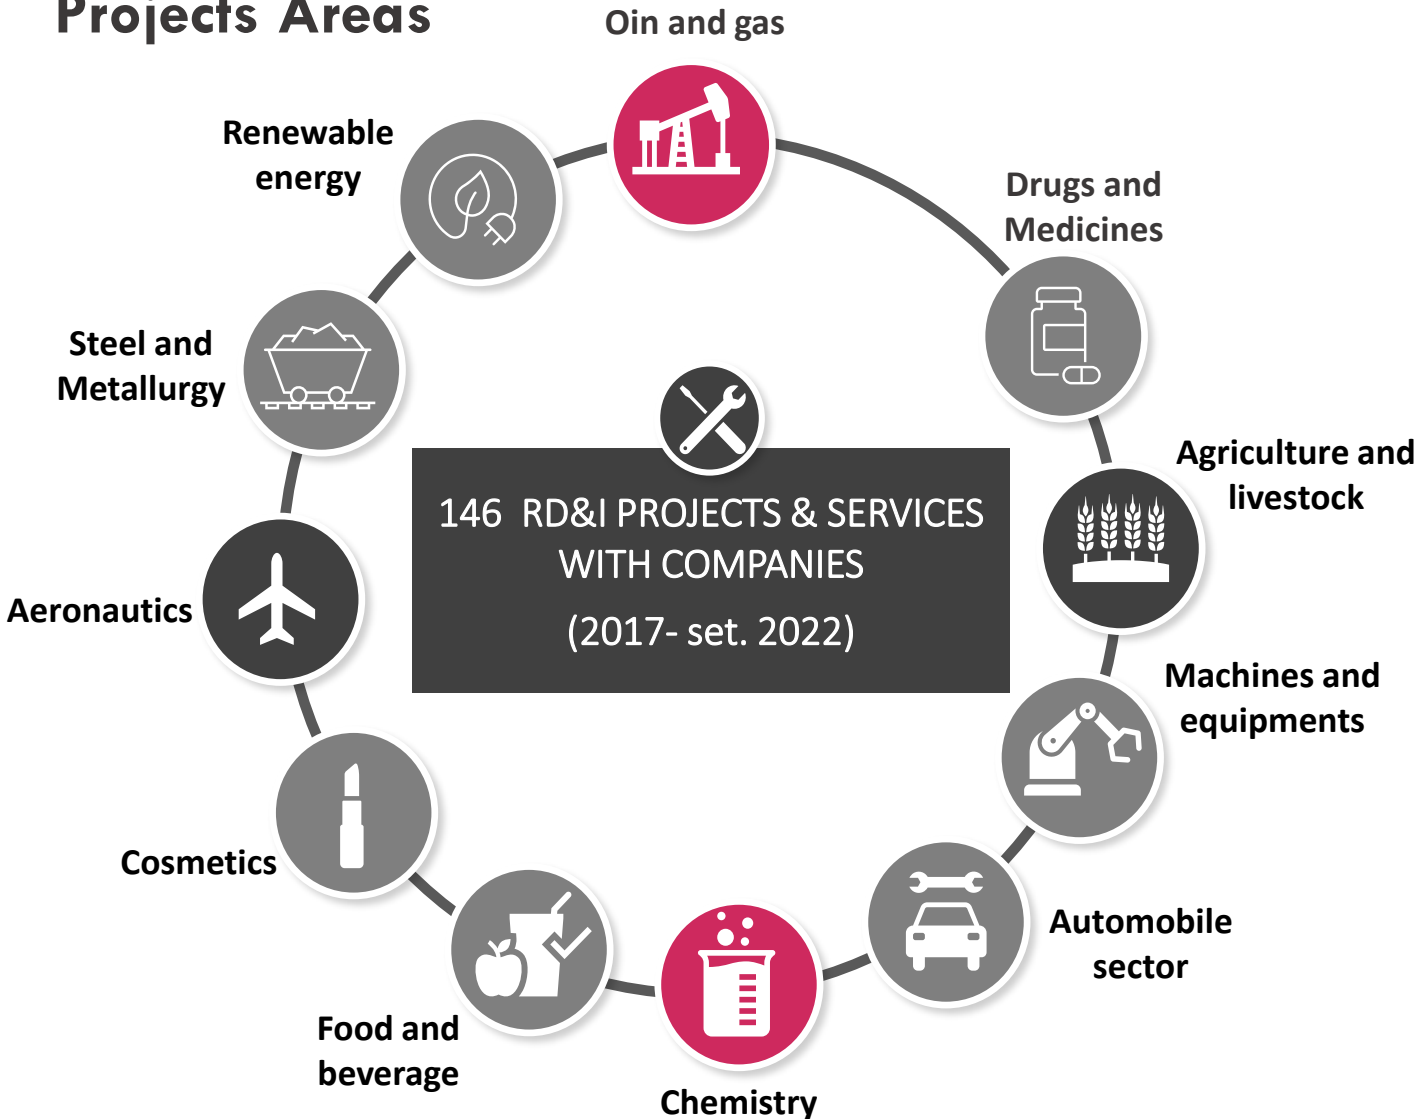 Projects Areas
Oin and gas
Renewable
energy
Drugs and
Medicines
Steel and
Metallurgy
Agriculture and
livestock
146 RD&I PROJECTS & SERVICES
WITH COMPANIES
(2017- set. 2022)
Aeronautics
Machines and
equipments
Cosmetics
Automobile
sector
Food and
beverage
Chemistry